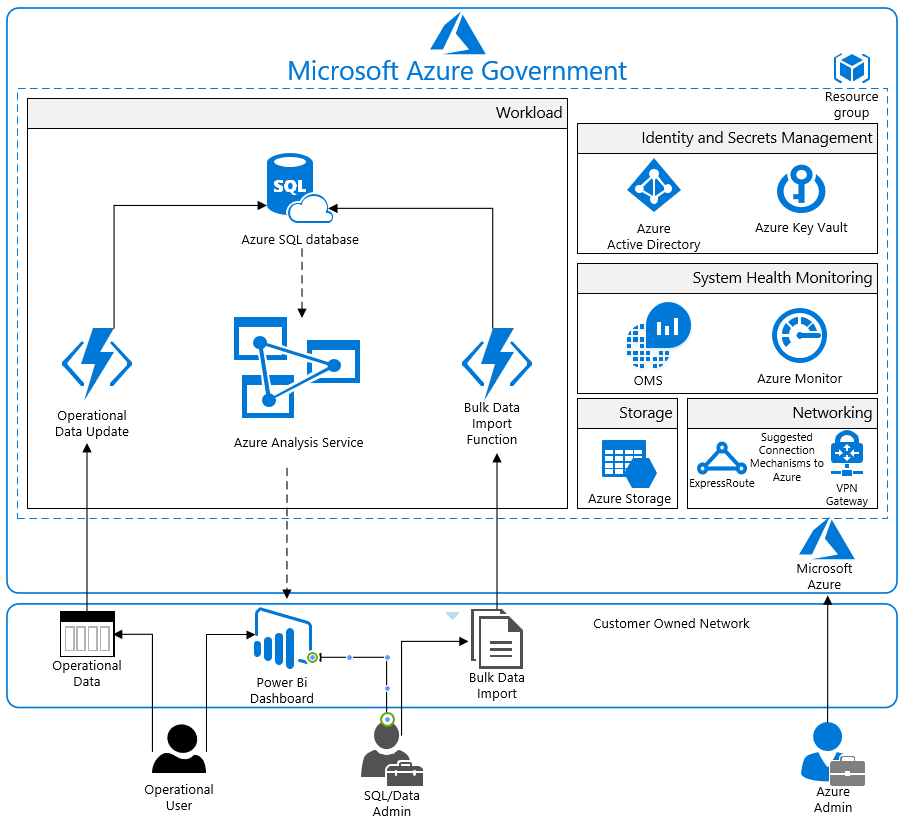 Microsoft Azure Government
Resource
group
Workload
SQL
Azure SQL database
Operational
Data Update
Azure Analysis Service
Bulk Data
Import
Function
Identity and Secrets Management
Azure
Active Directory
Azure Key Vault
System Health Monitoring
OMS
Azure Monitor
Storage
Azure Storage
Networking
ExpressRoute
Suggested
Connection
Mechanisms to
Azure
VPN
Gateway
Microsoft
Azure
Customer Owned Network
Operational
Data
Power Bi
Dashboard
Bulk Data
Import
Operational
User
SQL/Data
Admin
Azure
Admin